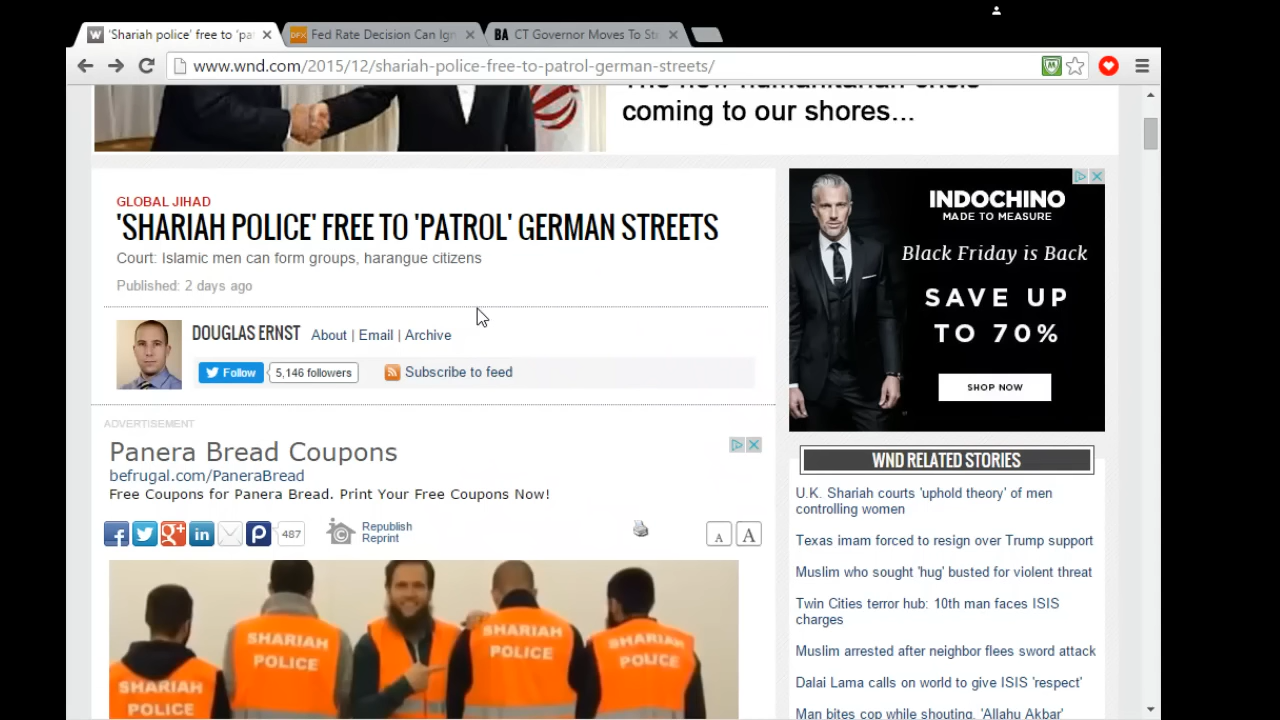 'Shariah police' free to 'pa
Fed Rate Decision Can Ign
BA CT Governor Moves To St
www.wnd.com/2015/12/shariah-police-free-to-patrol-german-streets/
coming to our shores...
GLOBAL JIHAD
'SHARIAH POLICE' FREE TO 'PATROL' GERMAN STREETS
Court: Islamic men can form groups, harangue citizens
Published: 2 days ago
DOUGLAS ERNST About | Email | Archive
Follow 5,146 followers Subscribe to feed
ADVERTISEMENT
Panera Bread Coupons
befrugal.com/PaneraBread
Free Coupons for Panera Bread. Print Your Free Coupons Now!
487 Republish
Reprint
A A
SHARIAH
POLICE
SHARIAH
POLICE
SHARIAH
POLICE
SHARIAH
POLICE
INDOCHINO
MADE TO MEASURE
Black Friday is Back
SAVE UP
TO 70%
SHOP NOW
WND RELATED STORIES
U.K. Shariah courts 'uphold theory' of men
controlling women
Texas imam forced to resign over Trump support
Muslim who sought 'hug' busted for violent threat
Twin Cities terror hub: 10th man faces ISIS
charges
Muslim arrested after neighbor flees sword attack
Dalai Lama calls on world to give ISIS 'respect'
Man bites cop while shouting, 'Allahu Akbar'